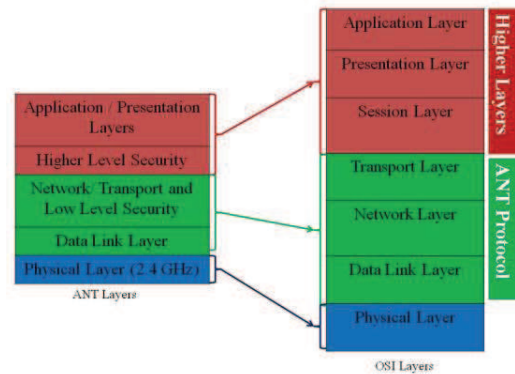 Application / Presentation
Layers
Higher Level Security
Network/ Transport and
Low Level Security
Data Link Layer
Physical Layer (2 4 GHz)
ANT Layers
Application Layer
Presentation Layer
Session Layer
Transport Layer
Network Layer
Data Link Layer
Physical Layer
OSI Layers
Higher Layers
ANT Protocol